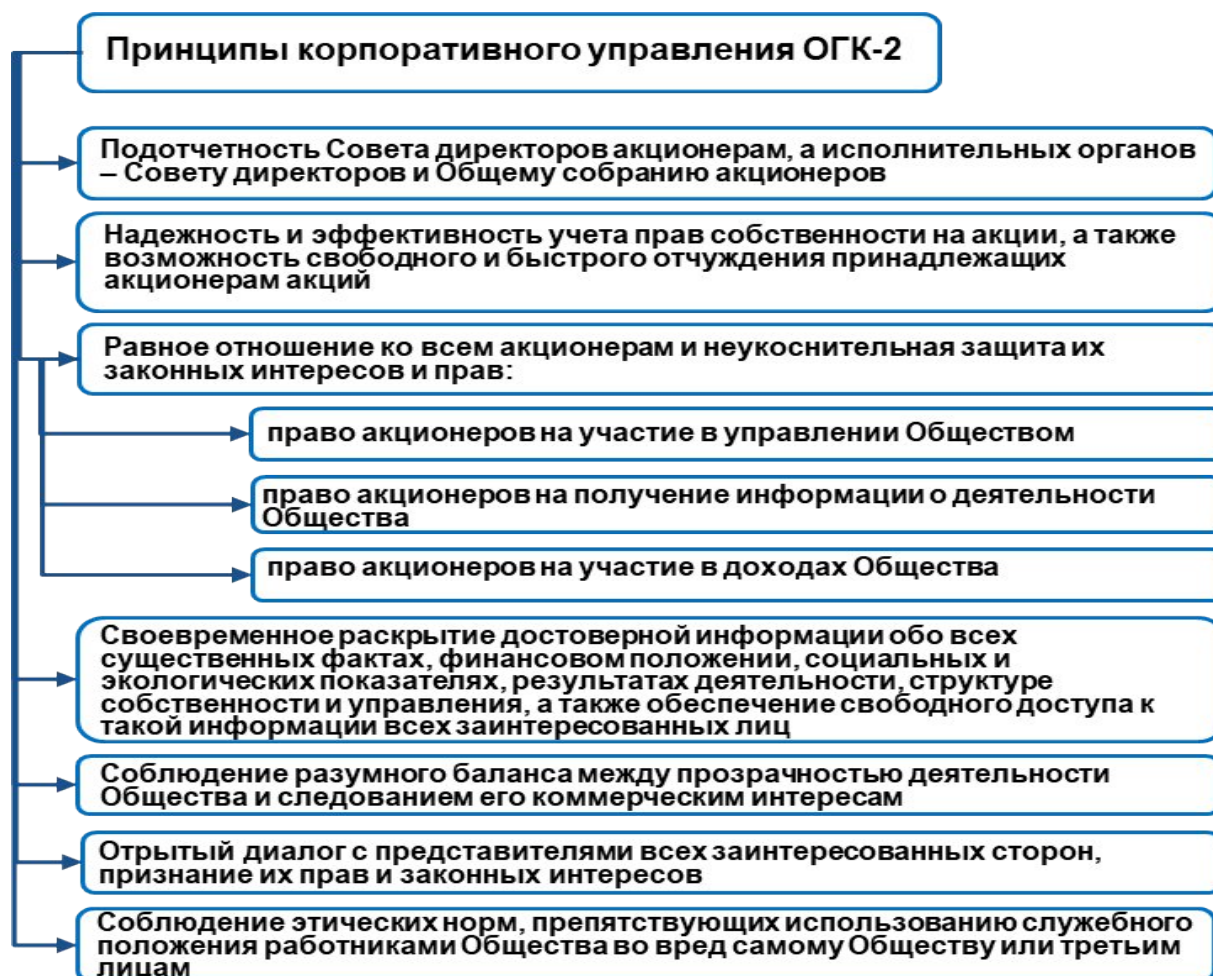 Принципы корпоративного управления ОГК-2
Подотчетность Совета директоров акционерам, а исполнительных органов
– Совету директоров и Общему собранию акционеров
Надежность и эффективность учета прав собственности на акции, а также
возможность свободного и быстрого отчуждения принадлежащих
акционерам акций
Равное отношение ко всем акционерам и неукоснительная защита их
законных интересов и прав:
право акционеров на участие в управлении Обществом
право акционеров на получение информации о деятельности
Общества
право акционеров на участие в доходах Общества
Своевременное раскрытие достоверной информации обо всех
существенных фактах, финансовом положении, социальных и
экологических показателях, результатах деятельности, структуре
собственности и управления, а также обеспечение свободного доступа к
такой информации всех заинтересованных лиц
Соблюдение разумного баланса между прозрачностью деятельности
Общества и следованием его коммерческим интересам
Отрытый диалог с представителями всех заинтересованных сторон,
признание их прав и законных интересов
Соблюдение этических норм, препятствующих использованию служебного
положения работниками Общества во вред самому Обществу или третьим
лицам